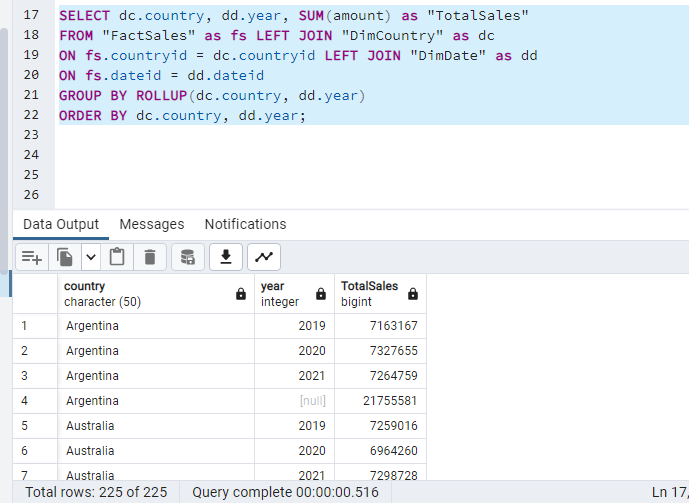 17 SELECT dc.country, dd.year, SUM(amount) as "TotalSales"
18 FROM "FactSales" as fs LEFT JOIN "DimCountry" as dc
19 ON fs.countryid = dc.countryid LEFT JOIN "DimDate" as dd
20 ON fs.dateid = dd.dateid
21 GROUP BY ROLLUP(dc.country, dd.year)
22 ORDER BY dc.country, dd.year;
23
24
25
26
Data Output Messages Notifications
country year TotalSales
character (50) integer bigint
1 Argentina 2019 7163167
2 Argentina 2020 7327655
3 Argentina 2021 7264759
4 Argentina [null] 21755581
5 Australia 2019 7259016
6 Australia 2020 6964260
7 Australia 2021 7298728
Total rows: 225 of 225 Query complete 00:00:00.516 Ln 17,